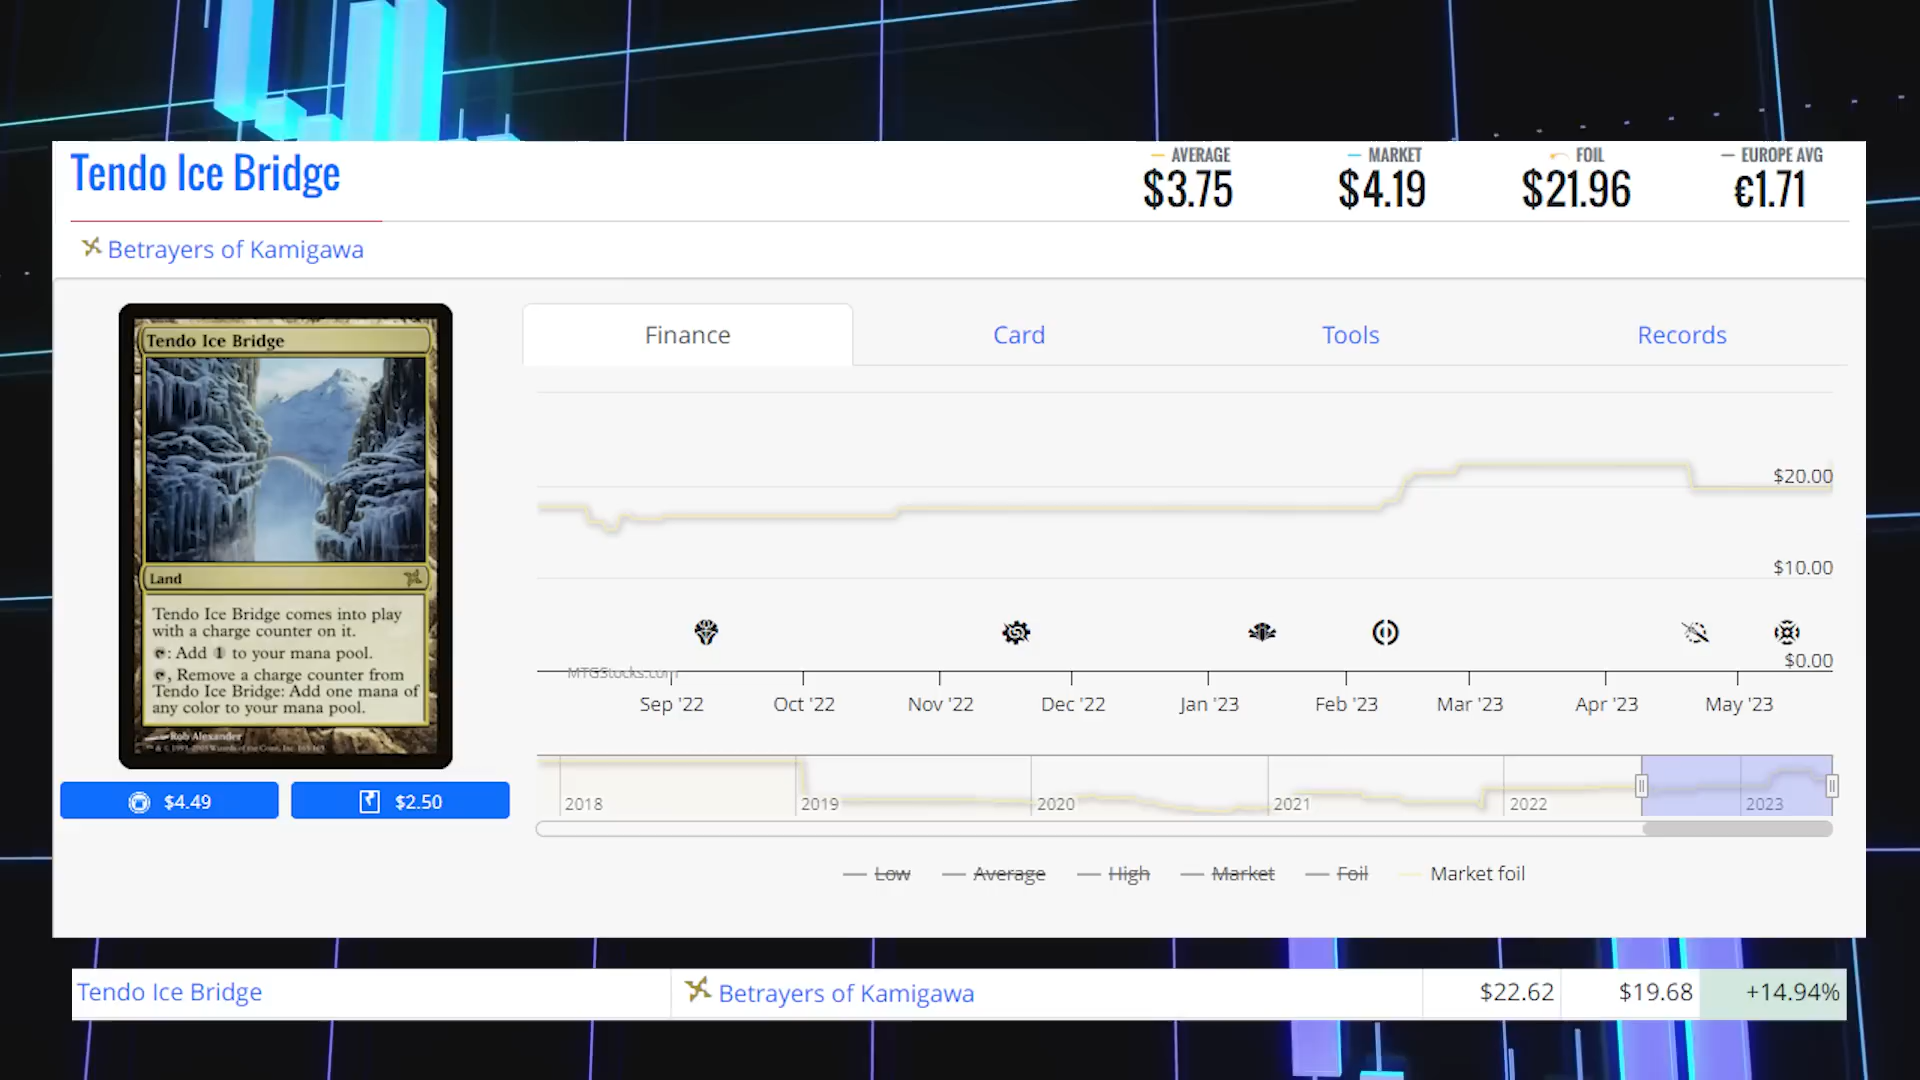 Tendo Ice Bridge
AVERAGE
$3.75
MARKET
$4.19
FOIL
$21.96
EUROPE AVG
€1.71
Betrayers of Kamigawa
Tendo Ice Bridge
Land
Tendo Ice Bridge comes into play
with a charge counter on it.
: Add 1 to your mana pool.
, Remove a charge counter from
Tendo Ice Bridge: Add one mana of
any color to your mana pool.
Rob Alexander
$4.49
$2.50
Finance
Card
Tools
Records
$20.00
$10.00
$0.00
MTGStocks.com
Sep '22
Oct '22
Nov '22
Dec '22
Jan '23
Feb '23
Mar '23
Apr '23
May '23
2018
2019
2020
2021
2022
2023
Low
Average
High
Market
Foil
Market foil
Tendo Ice Bridge
Betrayers of Kamigawa
$22.62
$19.68
+14.94%